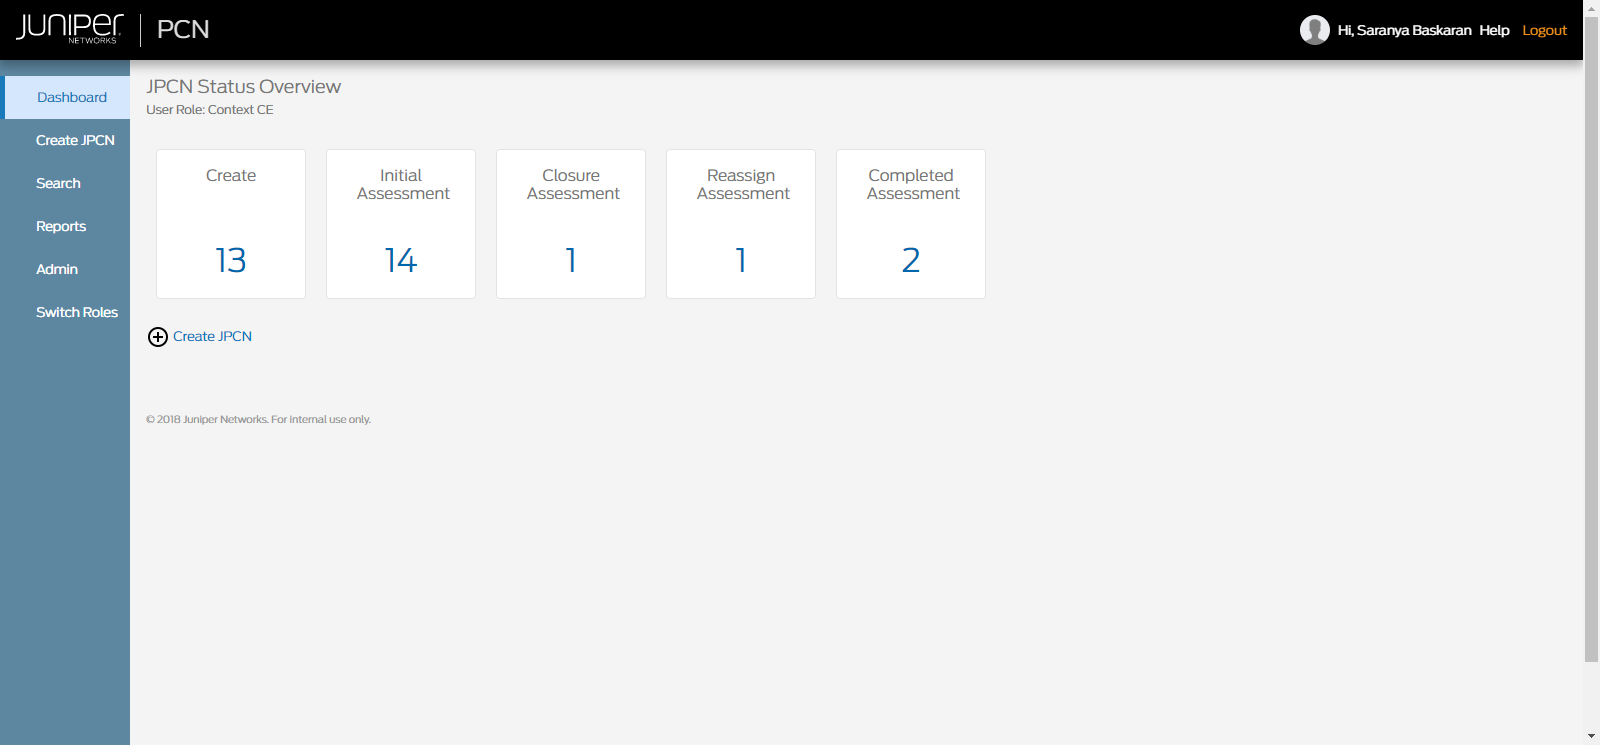 JUNIPER NETWORKS
PCN
Hi, Saranya Baskaran Help Logout
Dashboard
Create JPCN
Search
Reports
Admin
Switch Roles
JPCN Status Overview
User Role: Context CE
Create
13
Initial
Assessment
14
Closure
Assessment
1
Reassign
Assessment
1
Completed
Assessment
2
Create JPCN
© 2018 Juniper Networks. For internal use only.